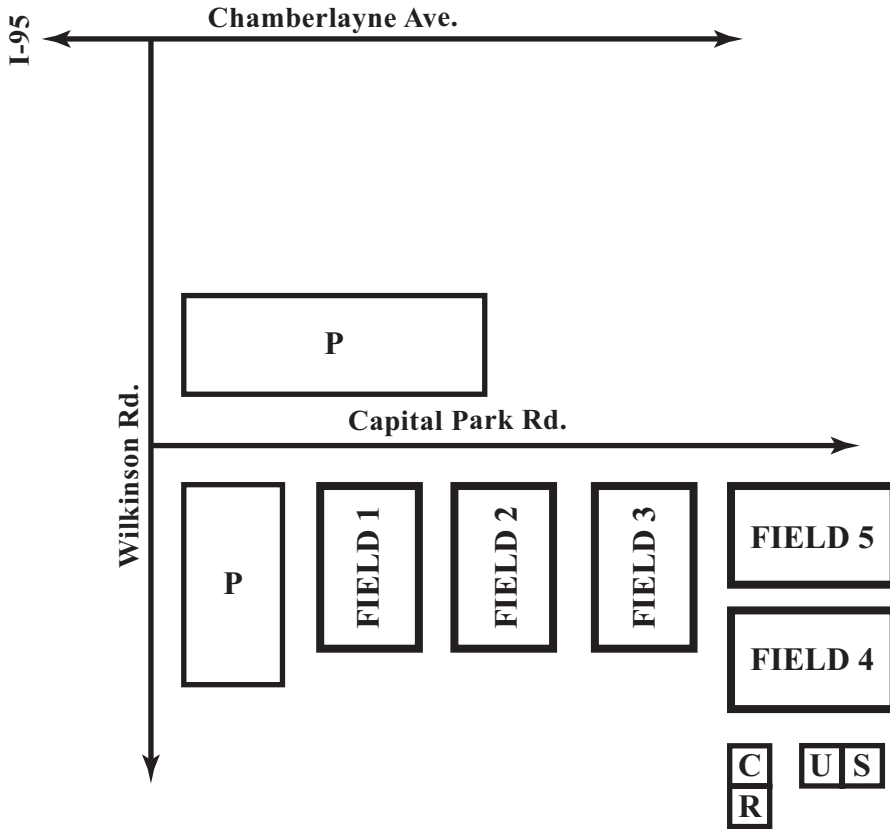 Chamberlayne Ave.
I-95
P
Capital Park Rd.
Wilkinson Rd.
P
FIELD 1
FIELD 2
FIELD 3
FIELD 5
FIELD 4
C
U
S
R